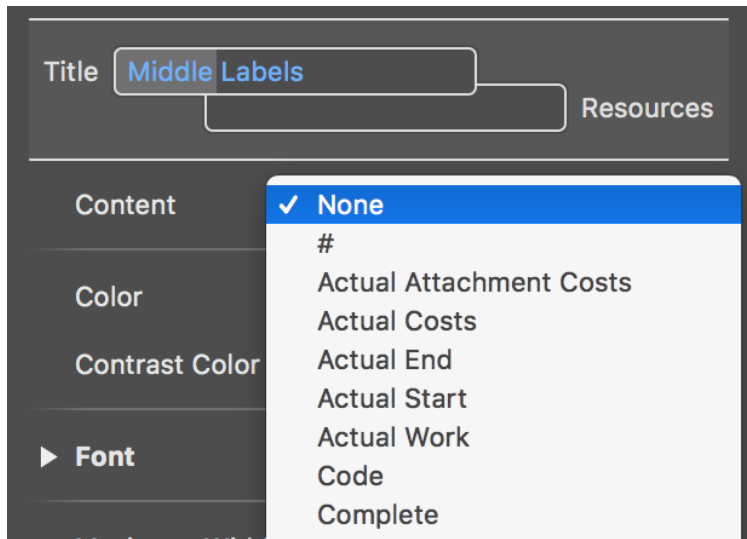 Title Middle Labels
Resources
Content ✓ None
#
Actual Attachment Costs
Color
Actual Costs
Actual End
Contrast Color
Actual Start
Actual Work
Font
Code
Complete